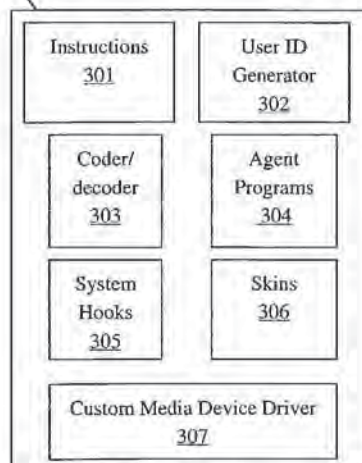 Instructions
301
User ID
Generator
302
Coder/
decoder
303
Agent
Programs
304
System
Hooks
305
Skins
306
Custom Media Device Driver
307